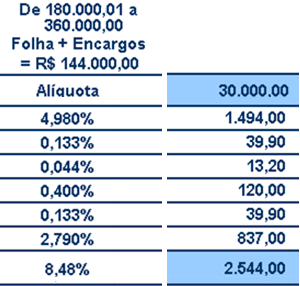 De 180.000,01 a
360.000,00
Folha + Encargos
= R$ 144.000,00
Alíquota 30.000.00
4,980% 1.494,00
0,133% 39,90
0,044% 13,20
0,400% 120,00
0,133% 39,90
2,790% 837,00
8,48% 2.544,00